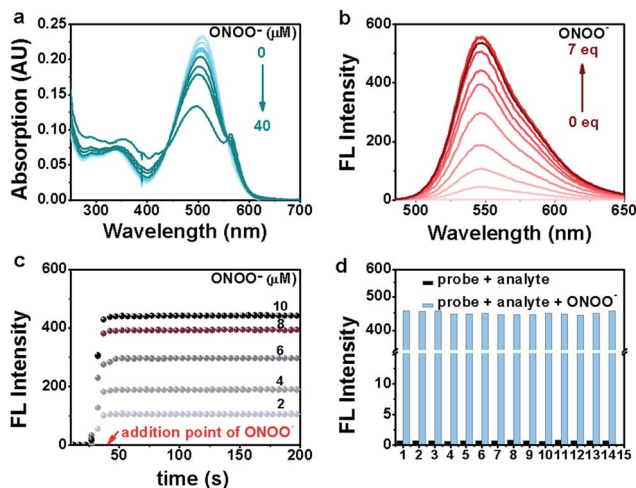 a
ONOO⁻ (μM)
0
40
Absorption (AU)
0.25
0.20
0.15
0.10
0.05
0.00
300 400 500 600 700
Wavelength (nm)
b
ONOO⁻
7 eq
0 eq
FL Intensity
600
400
200
0
500 550 600 650
Wavelength (nm)
c
ONOO⁻ (μM)
10
8
6
4
2
FL Intensity
600
400
200
0
addition point of ONOO⁻
50 100 150 200
time (s)
d
probe + analyte
probe + analyte + ONOO⁻
FL Intensity
600
500
400
10
5
0
1 2 3 4 5 6 7 8 9 10 11 12 13 14 15